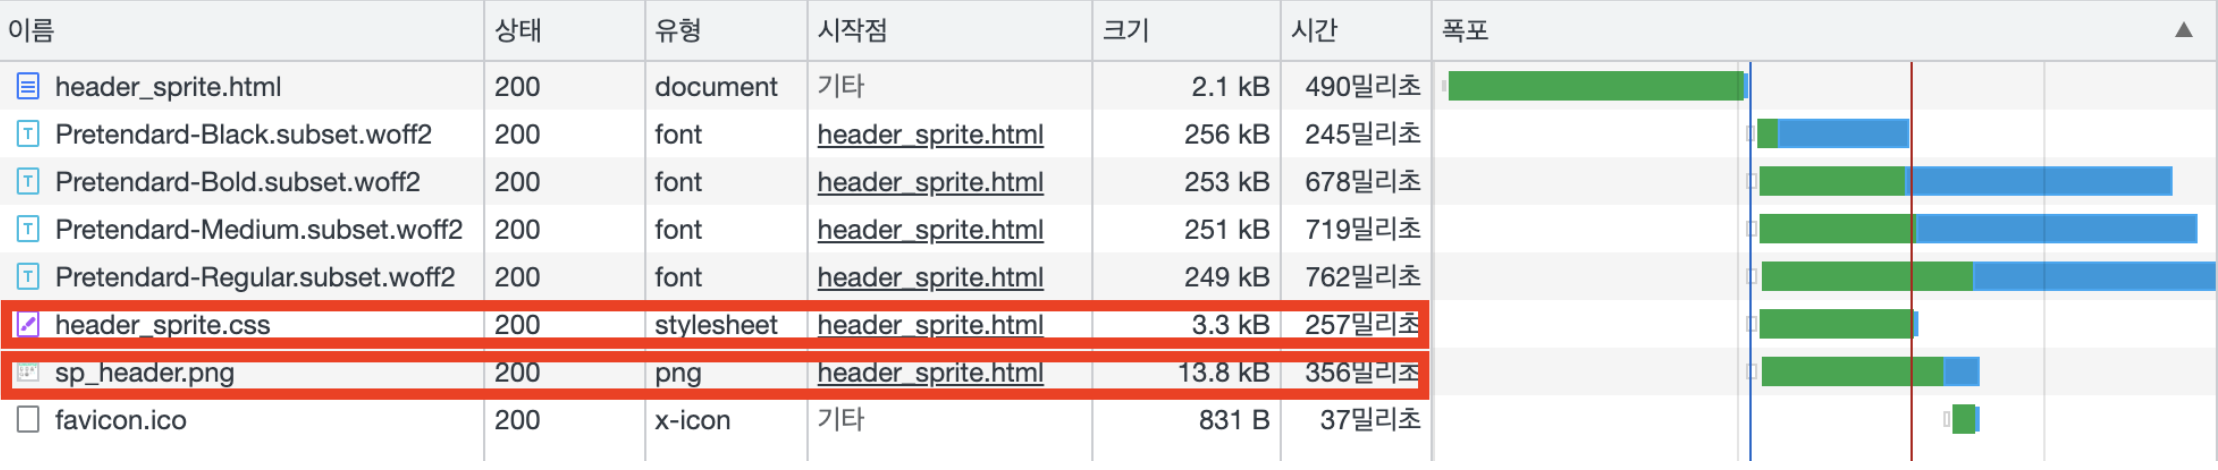 이름 상태 유형 시작점 크기 시간 폭포 ▲
header_sprite.html 200 document 기타 2.1 kB 490밀리초
Pretendard-Black.subset.woff2 200 font header_sprite.html 256 kB 245밀리초
Pretendard-Bold.subset.woff2 200 font header_sprite.html 253 kB 678밀리초
Pretendard-Medium.subset.woff2 200 font header_sprite.html 251 kB 719밀리초
Pretendard-Regular.subset.woff2 200 font header_sprite.html 249 kB 762밀리초
header_sprite.css 200 stylesheet header_sprite.html 3.3 kB 257밀리초
sp_header.png 200 png header_sprite.html 13.8 kB 356밀리초
favicon.ico 200 x-icon 기타 831 B 37밀리초